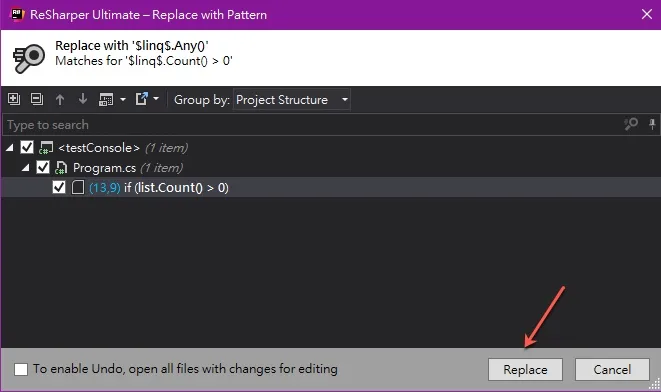 ReSharper Ultimate – Replace with Pattern
Replace with '$linq$.Any()'
Matches for '$linq$.Count() > 0'
Group by: Project Structure
Type to search
<testConsole> (1 item)
Program.cs (1 item)
(13,9) if (list.Count() > 0)
To enable Undo, open all files with changes for editing
Replace
Cancel